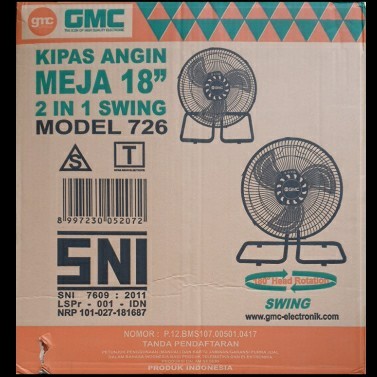 gmc GMC
KIPAS ANGIN
MEJA 18"
2 IN 1 SWING
MODEL 726
S T
8 997230 052072
SNI
SNI 7609 : 2011
LSPr - 001 - IDN
NRP 101-027-181687
GMC
180° Head Rotation
SWING
www.gmc-electronik.com
NOMOR : P.12.BMS107.00501.0417
TANDA PENDAFTARAN
PRODUK INDONESIA